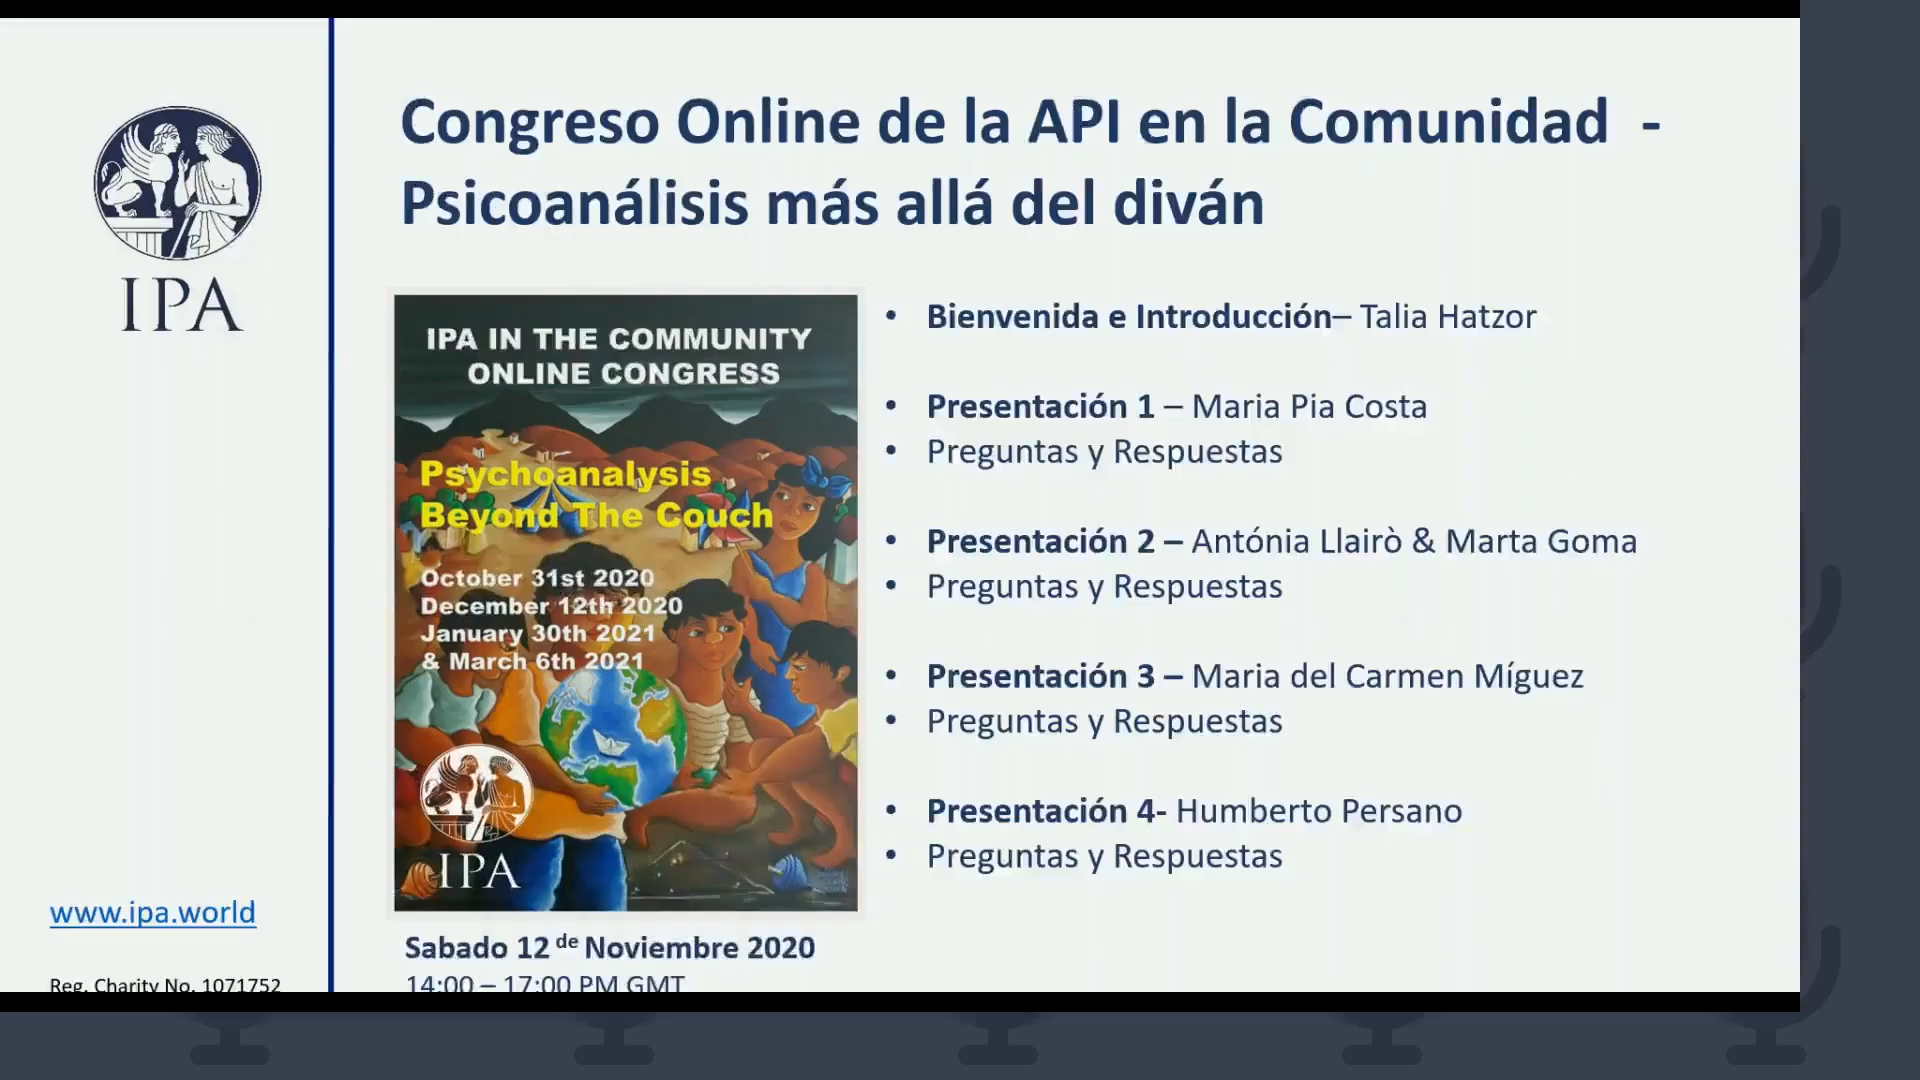 Congreso Online de la API en la Comunidad -
Psicoanálisis más allá del diván
IPA
www.ipa.world
Reg. Charity No. 1071752
IPA IN THE COMMUNITY
ONLINE CONGRESS
Psychoanalysis
Beyond The Couch
October 31st 2020
December 12th 2020
January 30th 2021
& March 6th 2021
IPA
Sabado 12 de Noviembre 2020
14:00 – 17:00 PM GMT
• Bienvenida e Introducción– Talia Hatzor
• Presentación 1 – Maria Pia Costa
• Preguntas y Respuestas
• Presentación 2 – Antónia Llairò & Marta Goma
• Preguntas y Respuestas
• Presentación 3 – Maria del Carmen Míguez
• Preguntas y Respuestas
• Presentación 4- Humberto Persano
• Preguntas y Respuestas